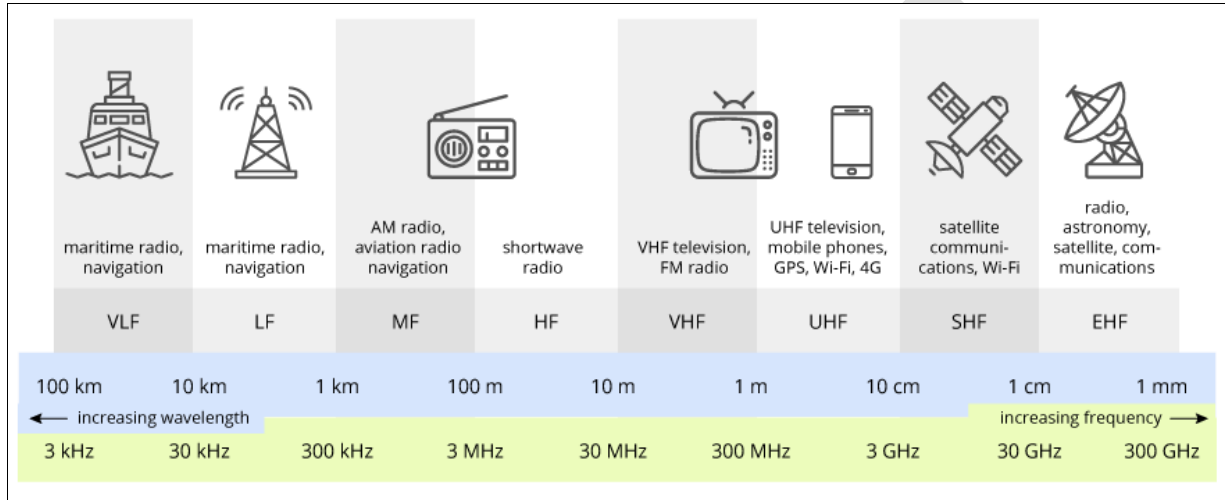 maritime radio,
navigation
maritime radio,
navigation
AM radio,
aviation radio
navigation
shortwave
radio
VHF television,
FM radio
UHF television,
mobile phones,
GPS, Wi-Fi, 4G
satellite
communi-
cations, Wi-Fi
radio,
astronomy,
satellite, com-
munications
VLF LF MF HF VHF UHF SHF EHF
100 km 10 km 1 km 100 m 10 m 1 m 10 cm 1 cm 1 mm
increasing wavelength increasing frequency
3 kHz 30 kHz 300 kHz 3 MHz 30 MHz 300 MHz 3 GHz 30 GHz 300 GHz